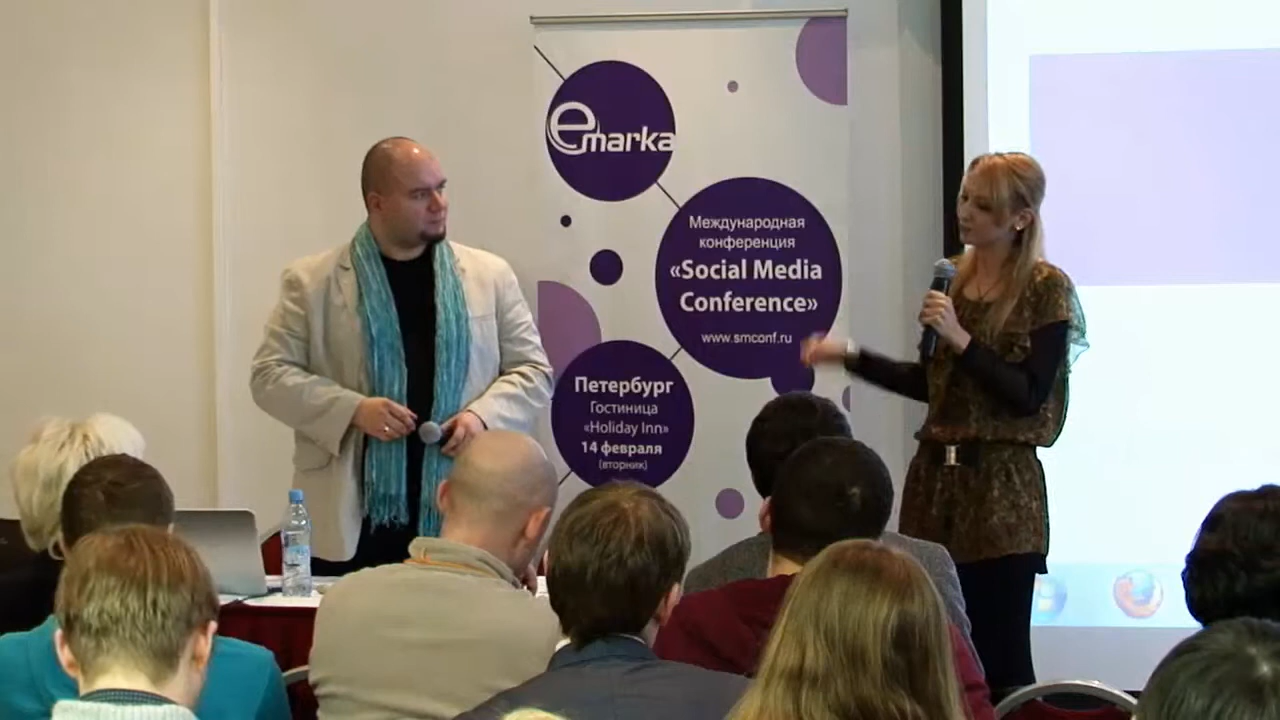 emarka
Международная
конференция
«Social Media
Conference»
www.smconf.ru
Петербург
Гостиница
«Holiday Inn»
14 февраля
(вторник)